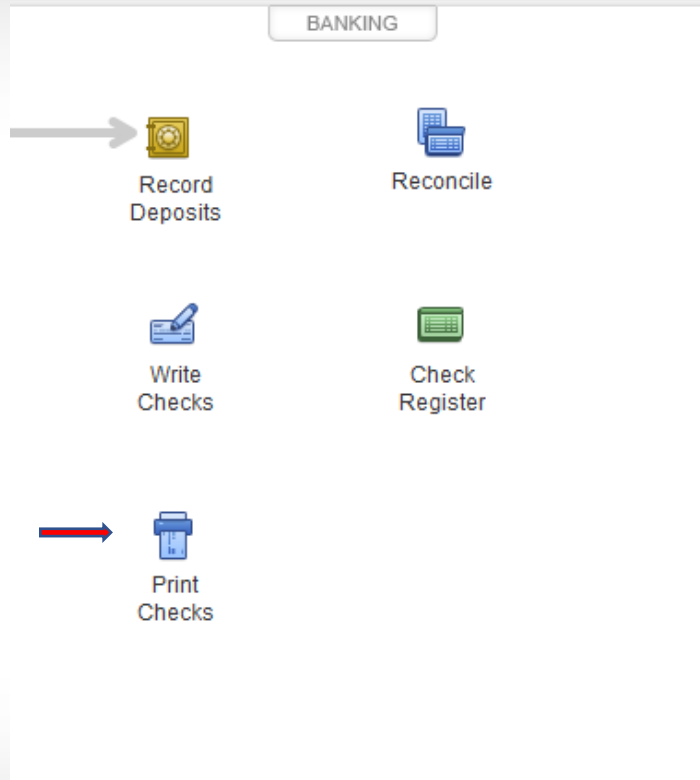 BANKING
Record
Deposits
Reconcile
Write
Checks
Check
Register
Print
Checks